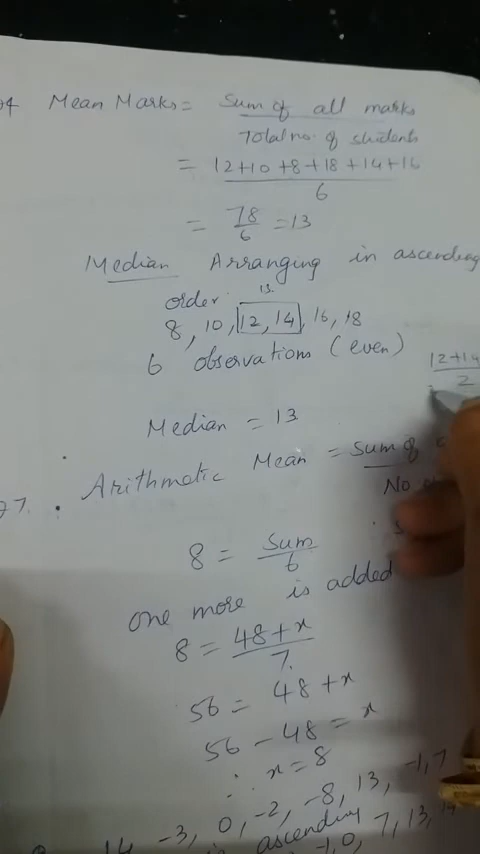 Mean Marks = Sum of all marks
Total no. of students
= 12+10+8+18+14+16
6
= 78
6 = 13
Median Arranging in ascending
order 13.
8, 10, 12, 14, 16, 18
6 observations (even)
12+14
2
Median = 13
7. Arithmatic Mean = Sum of
No
8 = Sum
6
one more is added
8 = 48+x
7.
56 = 48+x
56 - 48 = x
∴ x = 8
14 -3, 0, -2, -8, 13, -1, 7
ascending
-1, 0, 7, 13, 14